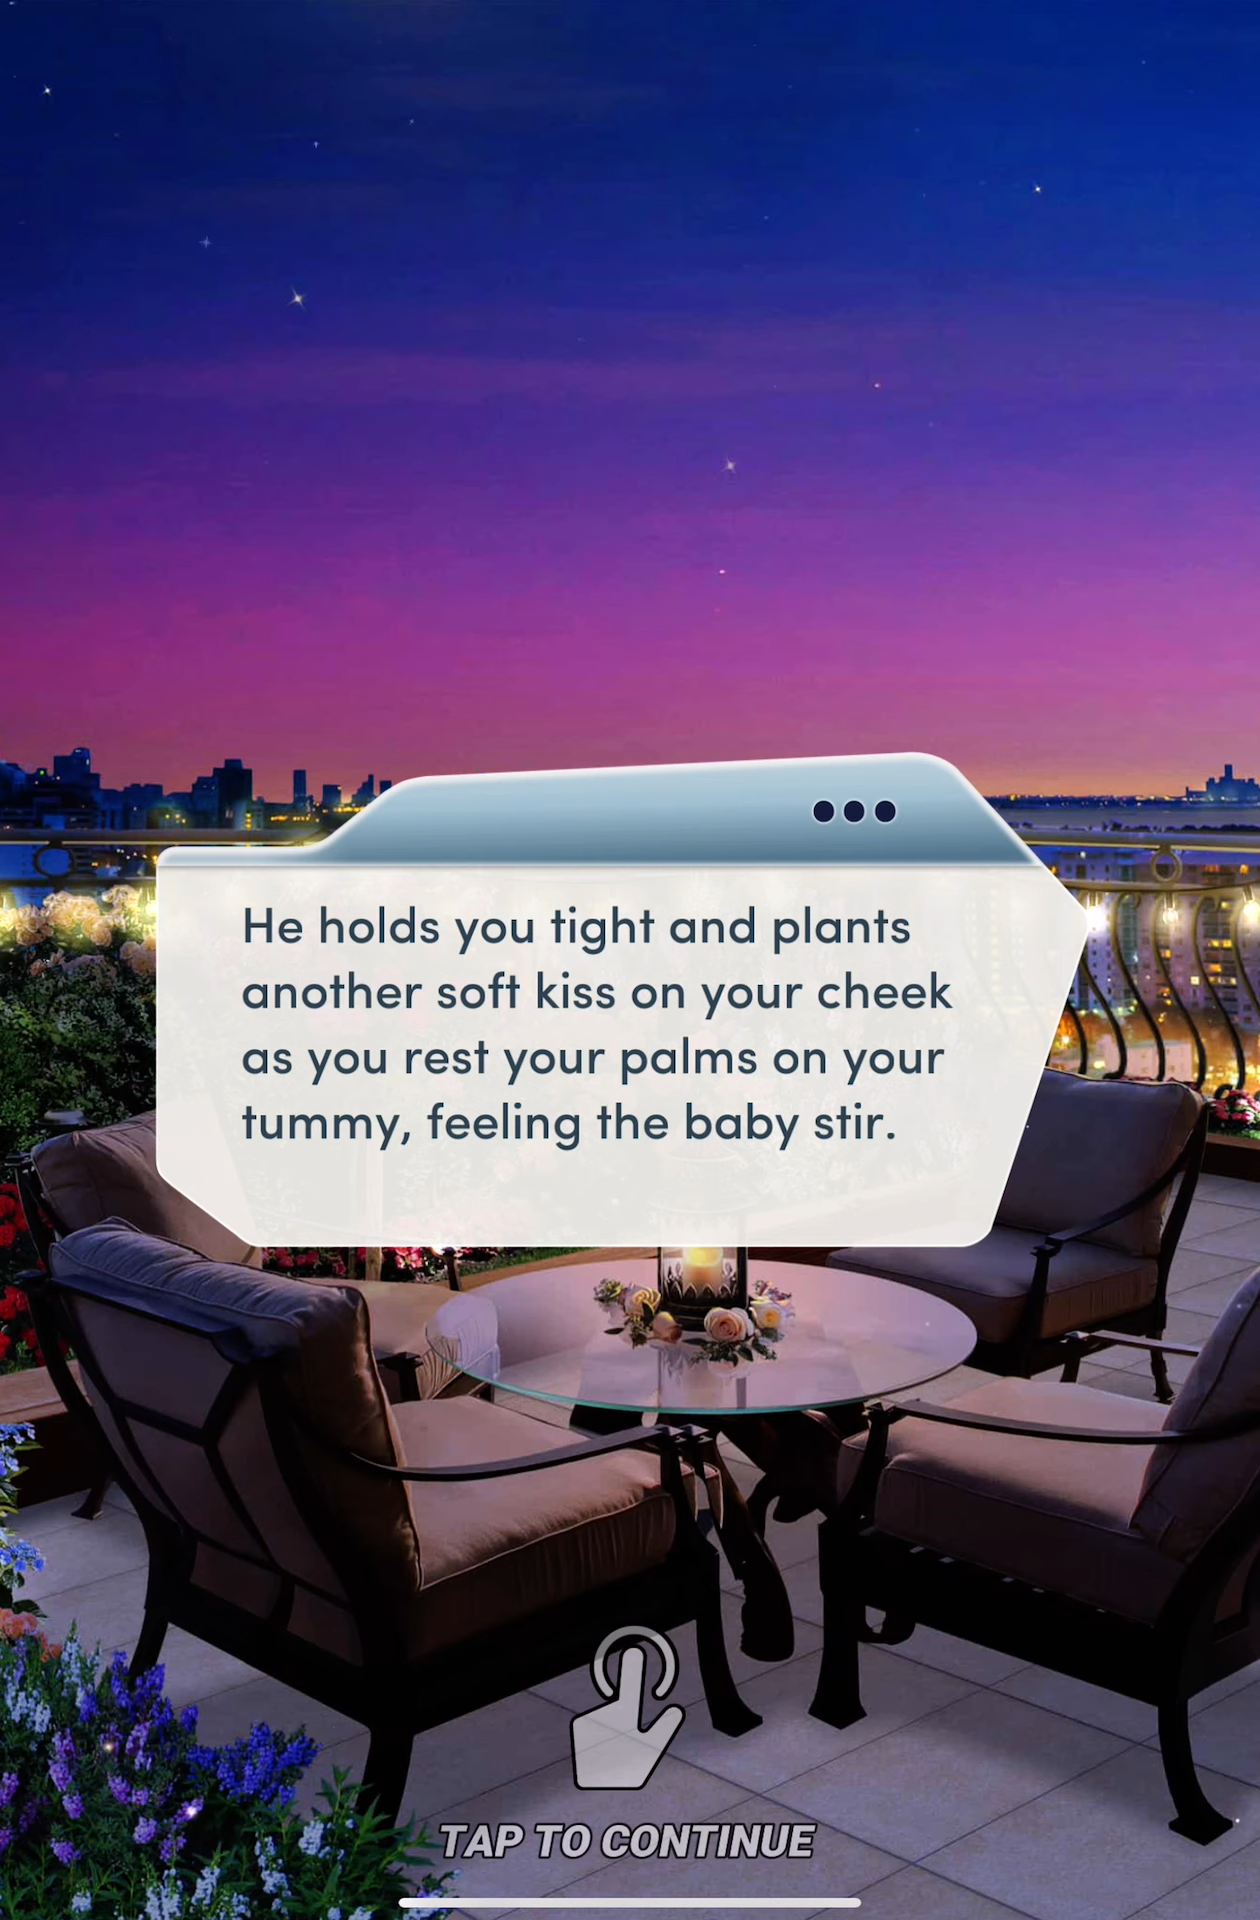 He holds you tight and plants
another soft kiss on your cheek
as you rest your palms on your
tummy, feeling the baby stir.
TAP TO CONTINUE